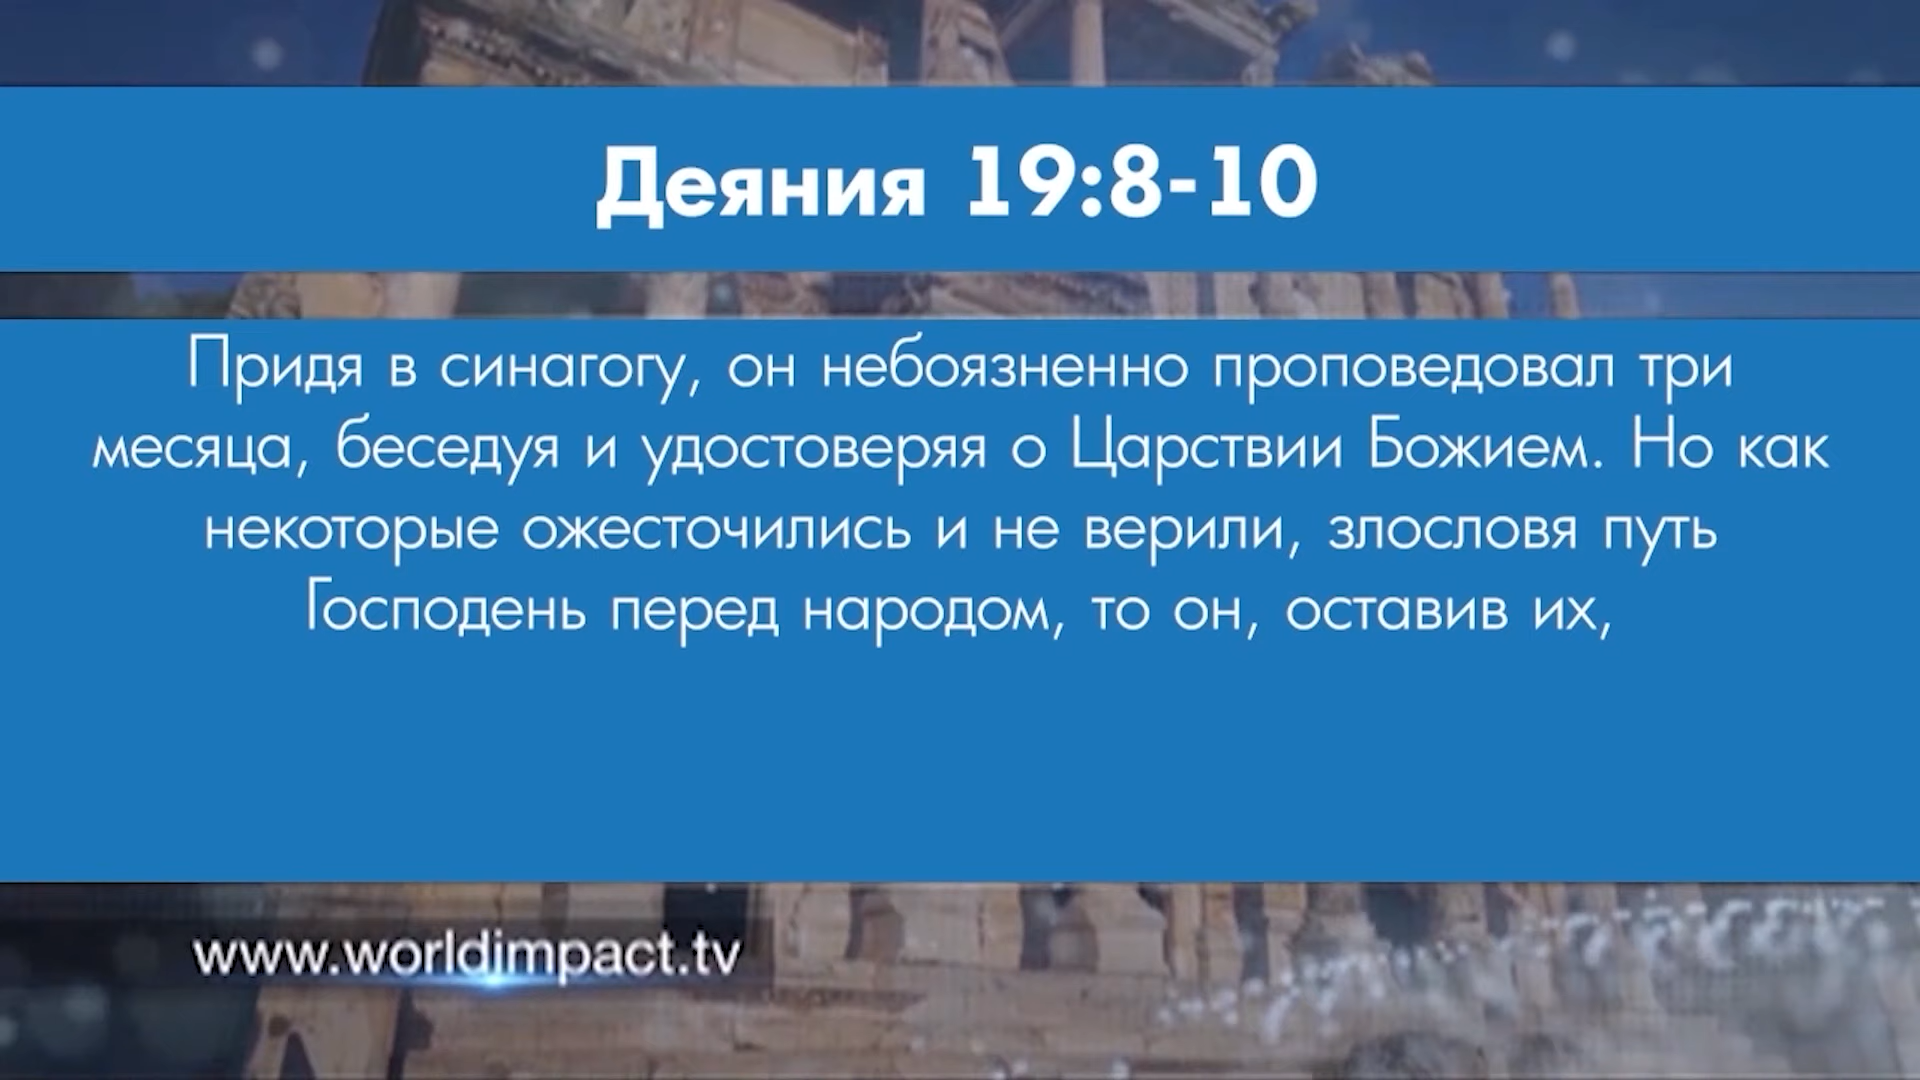 Деяния 19:8-10
Придя в синагогу, он небоязненно проповедовал три
месяца, беседуя и удостоверяя о Царствии Божием. Но как
некоторые ожесточились и не верили, злословя путь
Господень перед народом, то он, оставив их,
www.worldimpact.tv